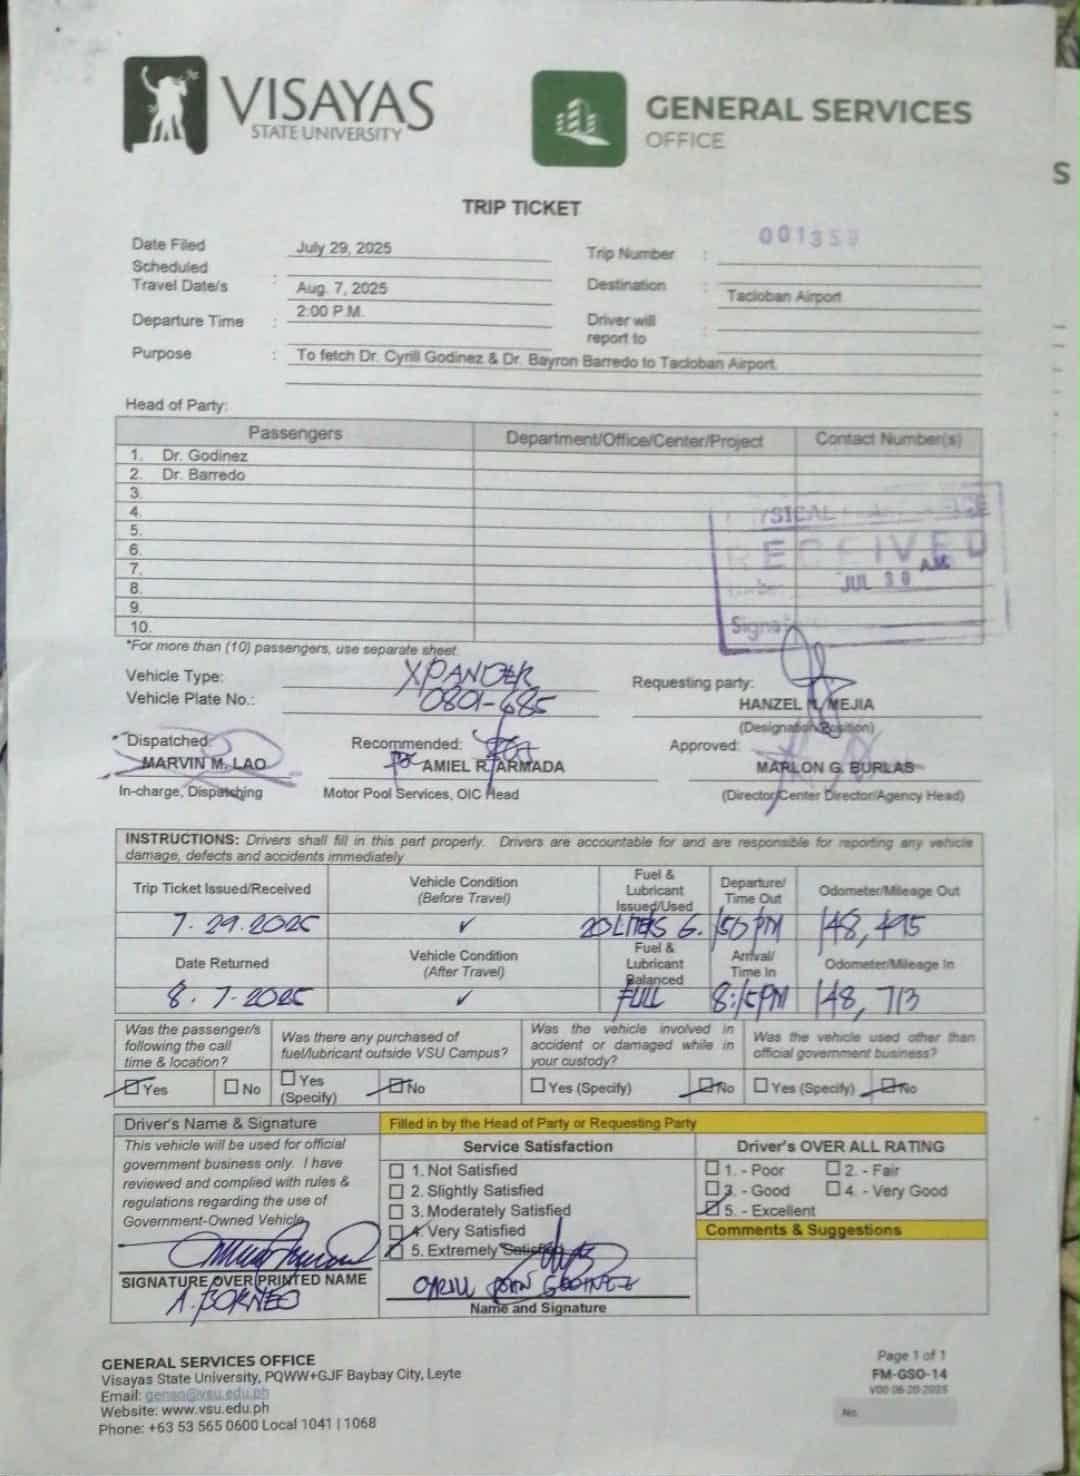 VISAYAS
STATE UNIVERSITY
GENERAL SERVICES
OFFICE
S
TRIP TICKET
001359
Date Filed July 29, 2025 Trip Number :
Scheduled
Travel Date/s : Aug. 7, 2025 Destination : Tacloban Airport
Departure Time : 2:00 P.M. Driver will
report to :
Purpose : To fetch Dr. Cyrill Godinez & Dr. Bayron Barredo to Tacloban Airport.
Head of Party:
Passengers Department/Office/Center/Project Contact Number(s)
1. Dr. Godinez
2. Dr. Barredo
3.
4.
5.
6.
7.
8.
9.
10.
RECEIVED
JUL 30 AM
*For more than (10) passengers, use separate sheet.
Vehicle Type: XPANDER
Vehicle Plate No.: 0801-685
Requesting party:
HANZEL MEJIA
(Designation/Position)
Dispatched: Recommended: Approved:
MARVIN M. LAO AMIEL R. ARMADA MARLON G. BURLAS
In-charge, Dispatching Motor Pool Services, OIC Head (Director/Center Director/Agency Head)
INSTRUCTIONS: Drivers shall fill in this part properly. Drivers are accountable for and are responsible for reporting any vehicle
damage, defects and accidents immediately
Trip Ticket Issued/Received Vehicle Condition (Before Travel) Fuel & Lubricant Issued/Used Departure/ Time Out Odometer/Mileage Out
7.29.2025 ✓ 20 LITERS G. 150 PM 148,495
Date Returned Vehicle Condition (After Travel) Fuel & Lubricant Balanced Arrival/ Time In Odometer/Mileage In
8.7-2025 ✓ FULL 8:15PM 148,713
Was the passenger/s following the call time & location? Was there any purchased of fuel/lubricant outside VSU Campus? Was the vehicle involved in accident or damaged while in your custody? Was the vehicle used other than official government business?
Yes No Yes (Specify) No Yes (Specify) No Yes (Specify) No
Driver's Name & Signature Filled in by the Head of Party or Requesting Party
This vehicle will be used for official
government business only. I have
reviewed and complied with rules &
regulations regarding the use of
Government-Owned Vehicle.
SIGNATURE OVER PRINTED NAME
A. BORNEO
Service Satisfaction
1. Not Satisfied
2. Slightly Satisfied
3. Moderately Satisfied
4. Very Satisfied
5. Extremely Satisfied
CYRILL JOHN GODINEZ
Name and Signature
Driver's OVER ALL RATING
1. - Poor 2. - Fair
3. - Good 4. - Very Good
5. - Excellent
Comments & Suggestions
GENERAL SERVICES OFFICE
Visayas State University, PQWW+GJF Baybay City, Leyte
Email: genso@vsu.edu.ph
Website: www.vsu.edu.ph
Phone: +63 53 565 0600 Local 1041 | 1068
Page 1 of 1
FM-GSO-14
V00 06-20-2025
No.